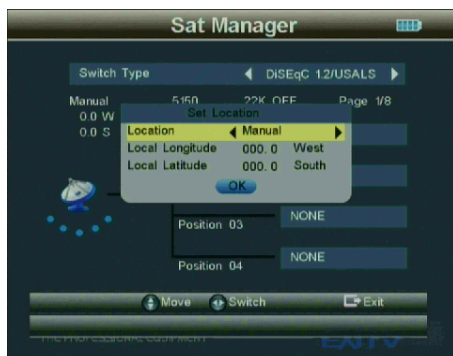 Sat Manager
Switch Type DiSEqC 1.2/USALS
Manual 5150 22K OFF Page 1/8
0.0 W
0.0 S
Set Location
Location Manual
Local Longitude 000. 0 West
Local Latitude 000. 0 South
OK
Position 03 NONE
Position 04 NONE
Move Switch Exit